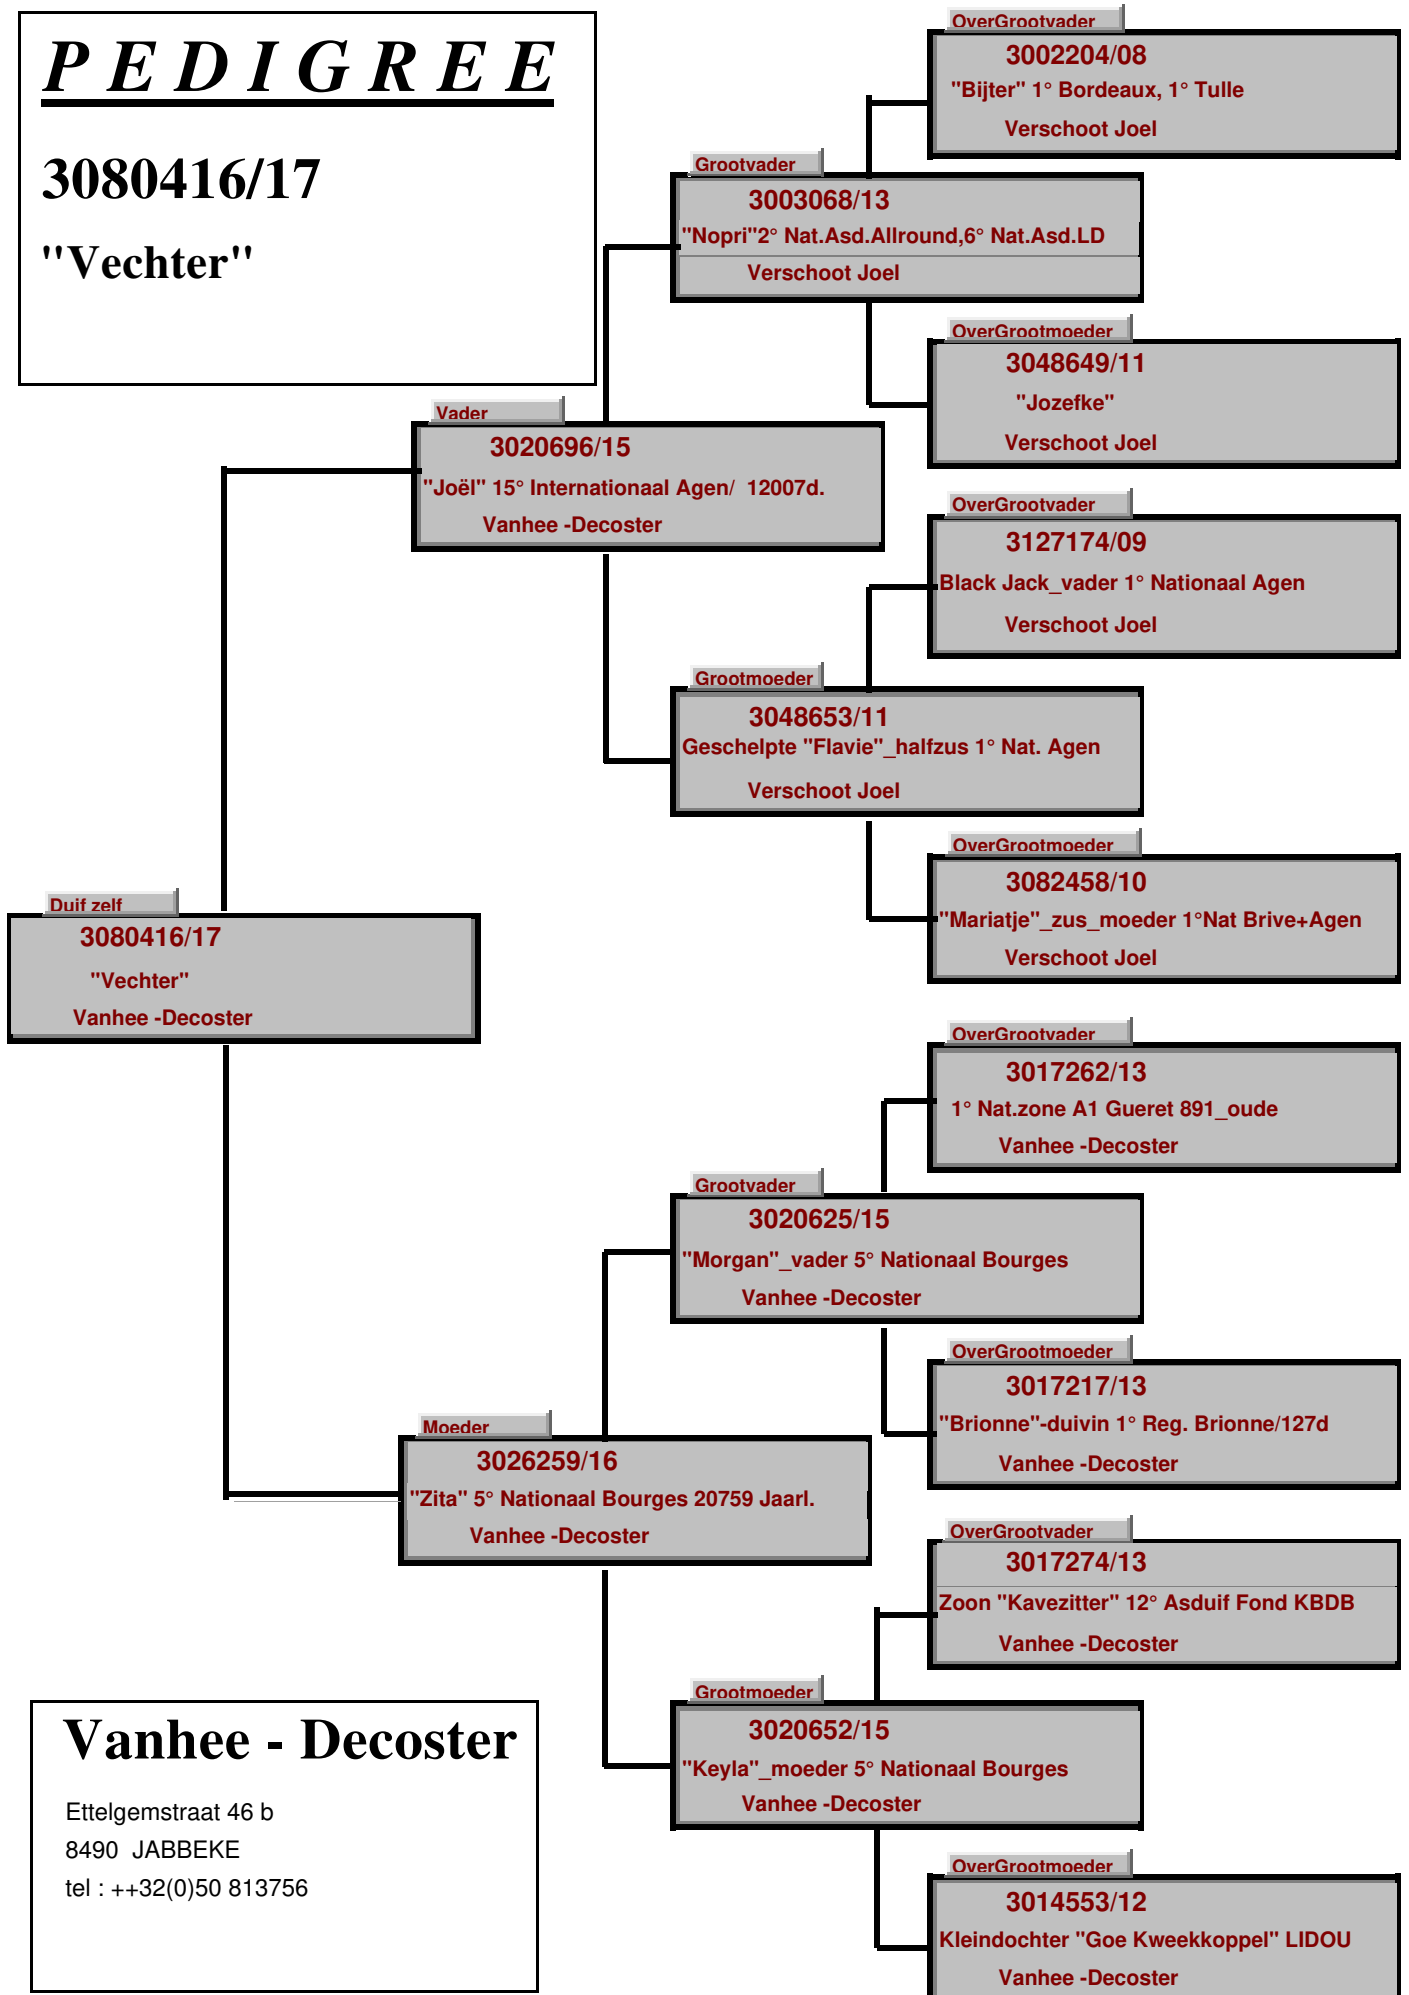 P E D I G R E E
3080416/17
"Vechter"
OverGrootvader
3002204/08
"Bijter" 1° Bordeaux, 1° Tulle
Verschoot Joel
Grootvader
3003068/13
"Nopri"2° Nat.Asd.Allround,6° Nat.Asd.LD
Verschoot Joel
OverGrootmoeder
3048649/11
"Jozefke"
Verschoot Joel
Vader
3020696/15
"Joël" 15° Internationaal Agen/ 12007d.
Vanhee -Decoster
OverGrootvader
3127174/09
Black Jack_vader 1° Nationaal Agen
Verschoot Joel
Grootmoeder
3048653/11
Geschelpte "Flavie"_halfzus 1° Nat. Agen
Verschoot Joel
OverGrootmoeder
3082458/10
"Mariatje"_zus_moeder 1°Nat Brive+Agen
Verschoot Joel
Duif zelf
3080416/17
"Vechter"
Vanhee -Decoster
OverGrootvader
3017262/13
1° Nat.zone A1 Gueret 891_oude
Vanhee -Decoster
Grootvader
3020625/15
"Morgan"_vader 5° Nationaal Bourges
Vanhee -Decoster
OverGrootmoeder
3017217/13
"Brionne"-duivin 1° Reg. Brionne/127d
Vanhee -Decoster
Moeder
3026259/16
"Zita" 5° Nationaal Bourges 20759 Jaarl.
Vanhee -Decoster
OverGrootvader
3017274/13
Zoon "Kavezitter" 12° Asduif Fond KBDB
Vanhee -Decoster
Grootmoeder
3020652/15
"Keyla"_moeder 5° Nationaal Bourges
Vanhee -Decoster
OverGrootmoeder
3014553/12
Kleindochter "Goe Kweekkoppel" LIDOU
Vanhee -Decoster
Vanhee - Decoster
Ettelgemstraat 46 b
8490 JABBEKE
tel : ++32(0)50 813756